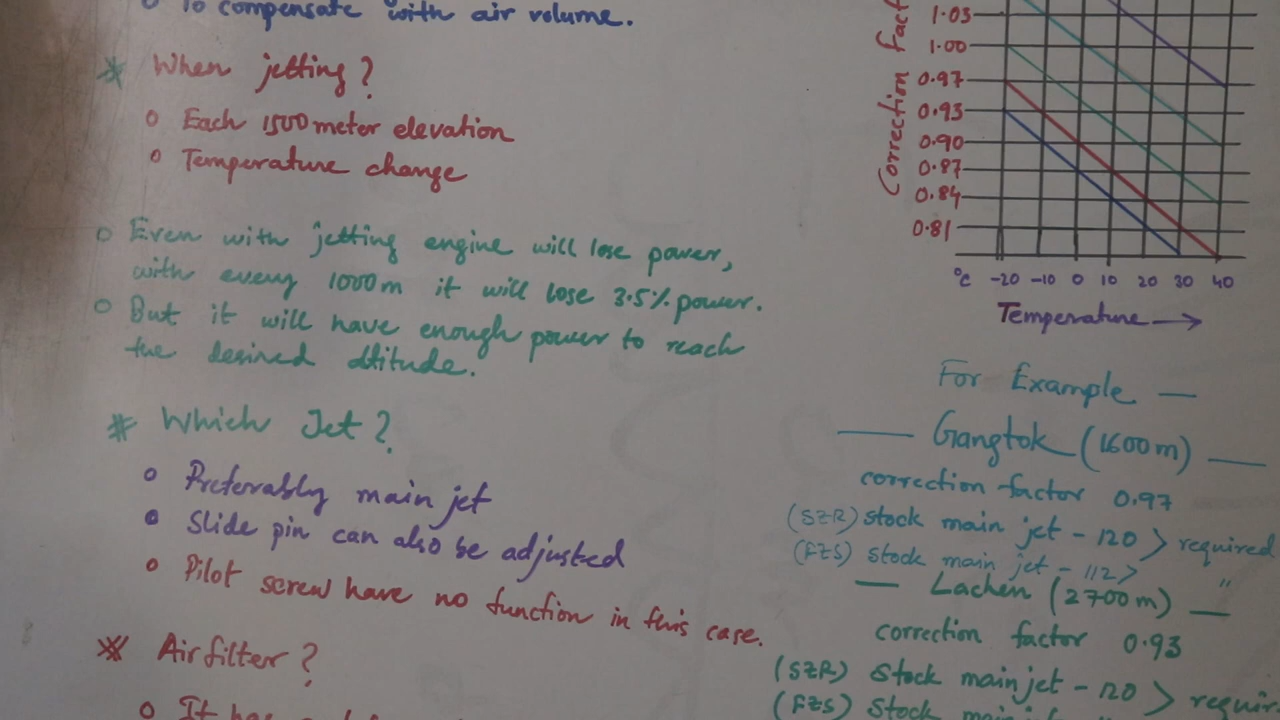 o To compensate with air volume.
* When jetting?
o Each 1500 meter elevation
o Temperature change
o Even with jetting engine will lose power,
with every 1000m it will lose 3.5% power.
o But it will have enough power to reach
the desired altitude.
* Which Jet?
o Preferably main jet
o Slide pin can also be adjusted
o Pilot screw have no function in this case.
* Airfilter?
o It has
Correction Fact
1.03
1.00
0.97
0.93
0.90
0.87
0.84
0.81
°C -20 -10 0 10 20 30 40
Temperature →
For Example —
— Gangtok (1600m) —
correction factor 0.97
(SZR) stock main jet - 120 > required
(FZS) stock main jet - 112> "
— Lachen (2700m) —
correction factor 0.93
(SZR) Stock main jet - 120 > requir
(FZS) Stock main